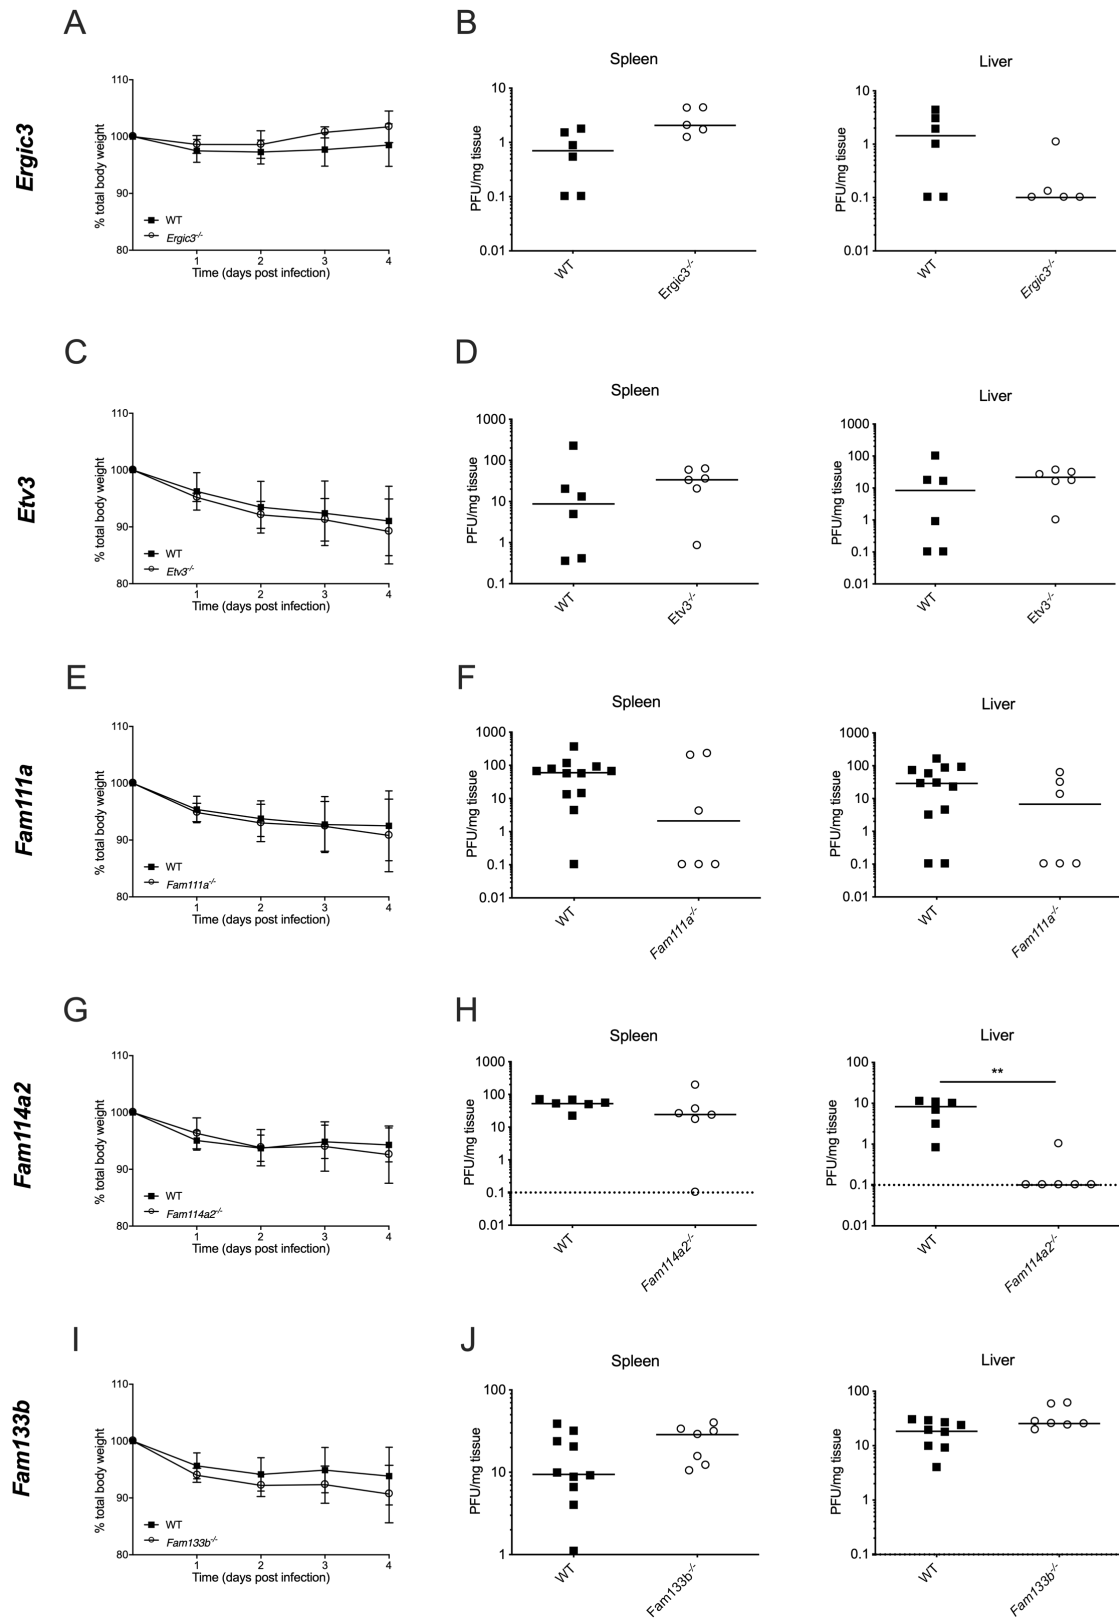 A
B
Ergic3
110
100
90
80
% total body weight
WT
Ergic3-/-
1
2
3
4
Time (days post infection)
Spleen
10
1
0.1
0.01
PFU/mg tissue
WT
Ergic3-/-
Liver
10
1
0.1
0.01
PFU/mg tissue
WT
Ergic3-/-
C
D
Etv3
110
100
90
80
% total body weight
WT
Etv3-/-
1
2
3
4
Time (days post infection)
Spleen
1000
100
10
1
0.1
PFU/mg tissue
WT
Etv3-/-
Liver
1000
100
10
1
0.1
0.01
PFU/mg tissue
WT
Etv3-/-
E
F
Fam111a
110
100
90
80
% total body weight
WT
Fam111a-/-
1
2
3
4
Time (days post infection)
Spleen
1000
100
10
1
0.1
0.01
PFU/mg tissue
WT
Fam111a-/-
Liver
1000
100
10
1
0.1
0.01
PFU/mg tissue
WT
Fam111a-/-
G
H
Fam114a2
110
100
90
80
% total body weight
WT
Fam114a2-/-
1
2
3
4
Time (days post infection)
Spleen
1000
100
10
1
0.1
0.01
PFU/mg tissue
WT
Fam114a2-/-
Liver
100
10
1
0.1
0.01
PFU/mg tissue
**
WT
Fam114a2-/-
I
J
Fam133b
110
100
90
80
% total body weight
WT
Fam133b-/-
1
2
3
4
Time (days post infection)
Spleen
100
10
1
PFU/mg tissue
WT
Fam133b-/-
Liver
100
10
1
0.1
PFU/mg tissue
WT
Fam133b-/-